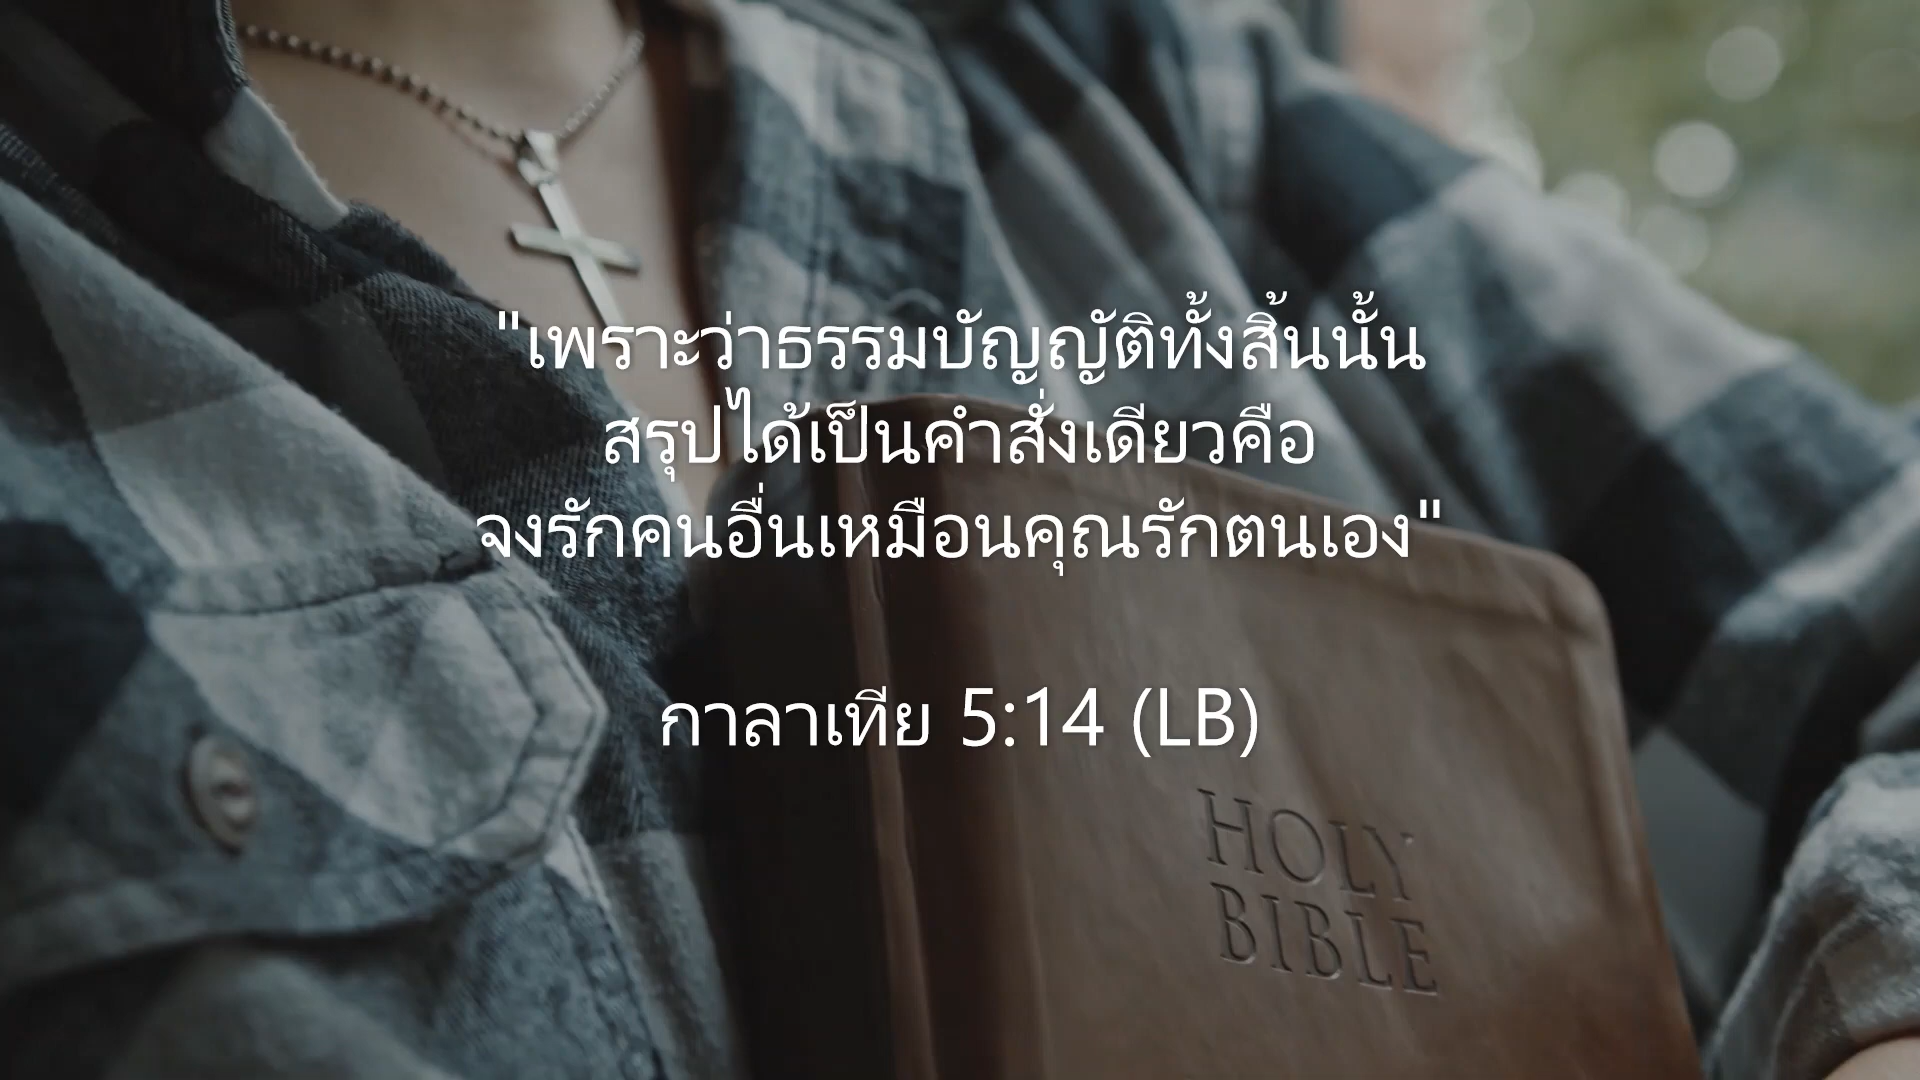 "เพราะว่าธรรมบัญญัติทั้งสิ้นนั้น
สรุปได้เป็นคำสั่งเดียวคือ
จงรักคนอื่นเหมือนคุณรักตนเอง"
กาลาเทีย 5:14 (LB)
HOLY
BIBLE